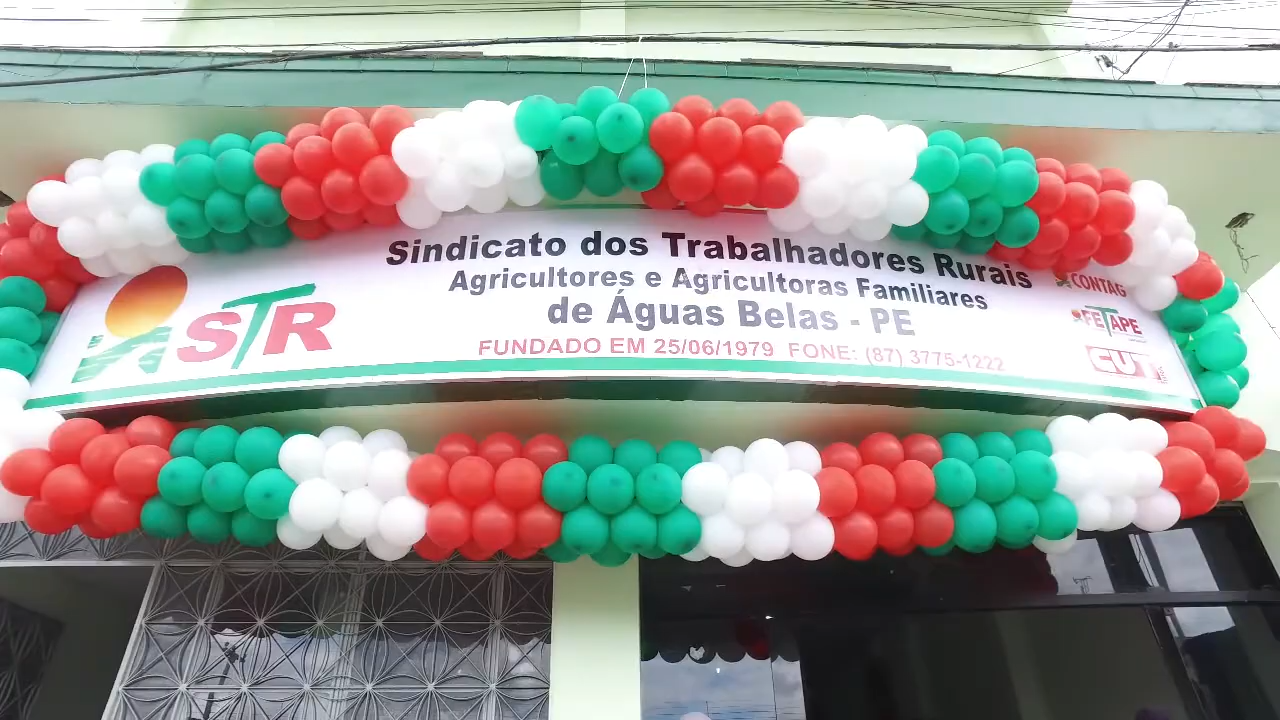 STR
Sindicato dos Trabalhadores Rurais
Agricultores e Agricultoras Familiares
de Águas Belas - PE
FUNDADO EM 25/06/1979 FONE: (87) 3775-1222
CONTAG
FETAPE
CUT